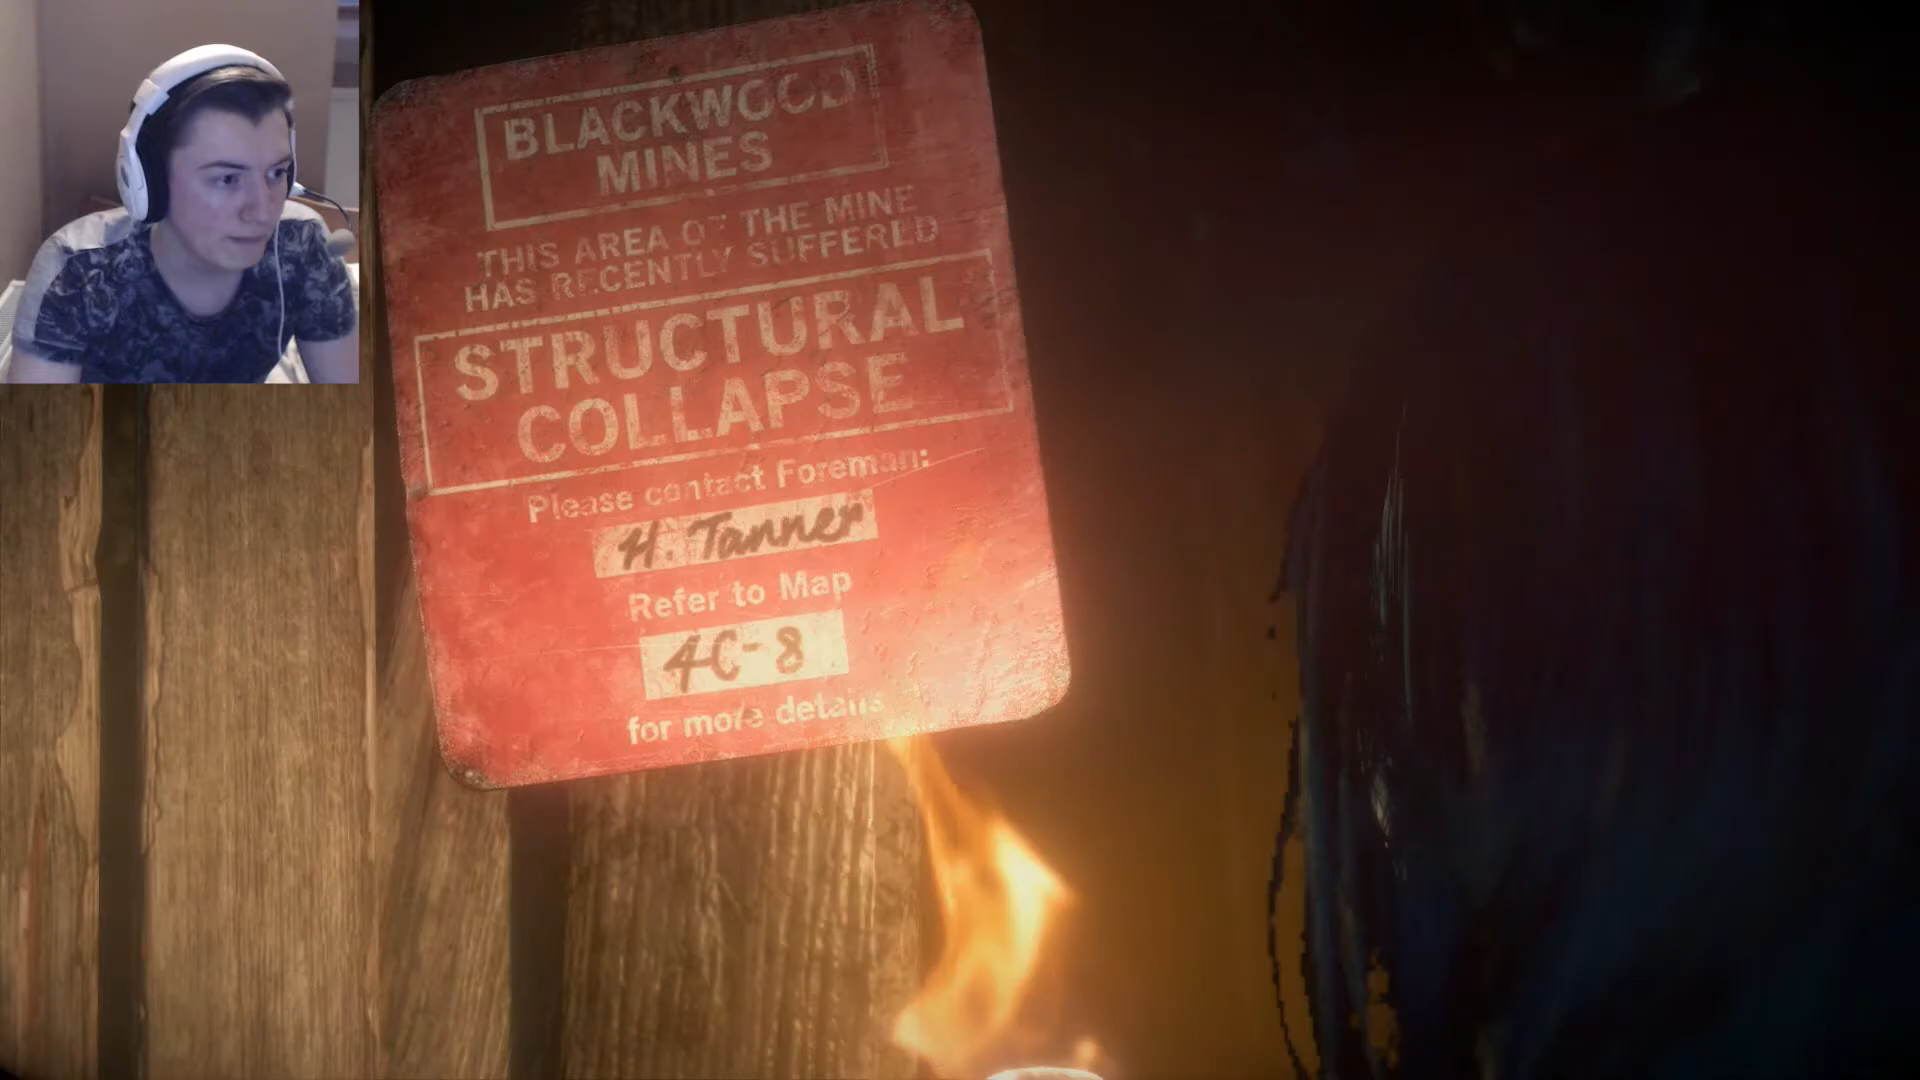 BLACKWOOD
MINES
THIS AREA OF THE MINE
HAS RECENTLY SUFFERED
STRUCTURAL
COLLAPSE
Please contact Foreman:
H. Tanner
Refer to Map
4C-8
for more details